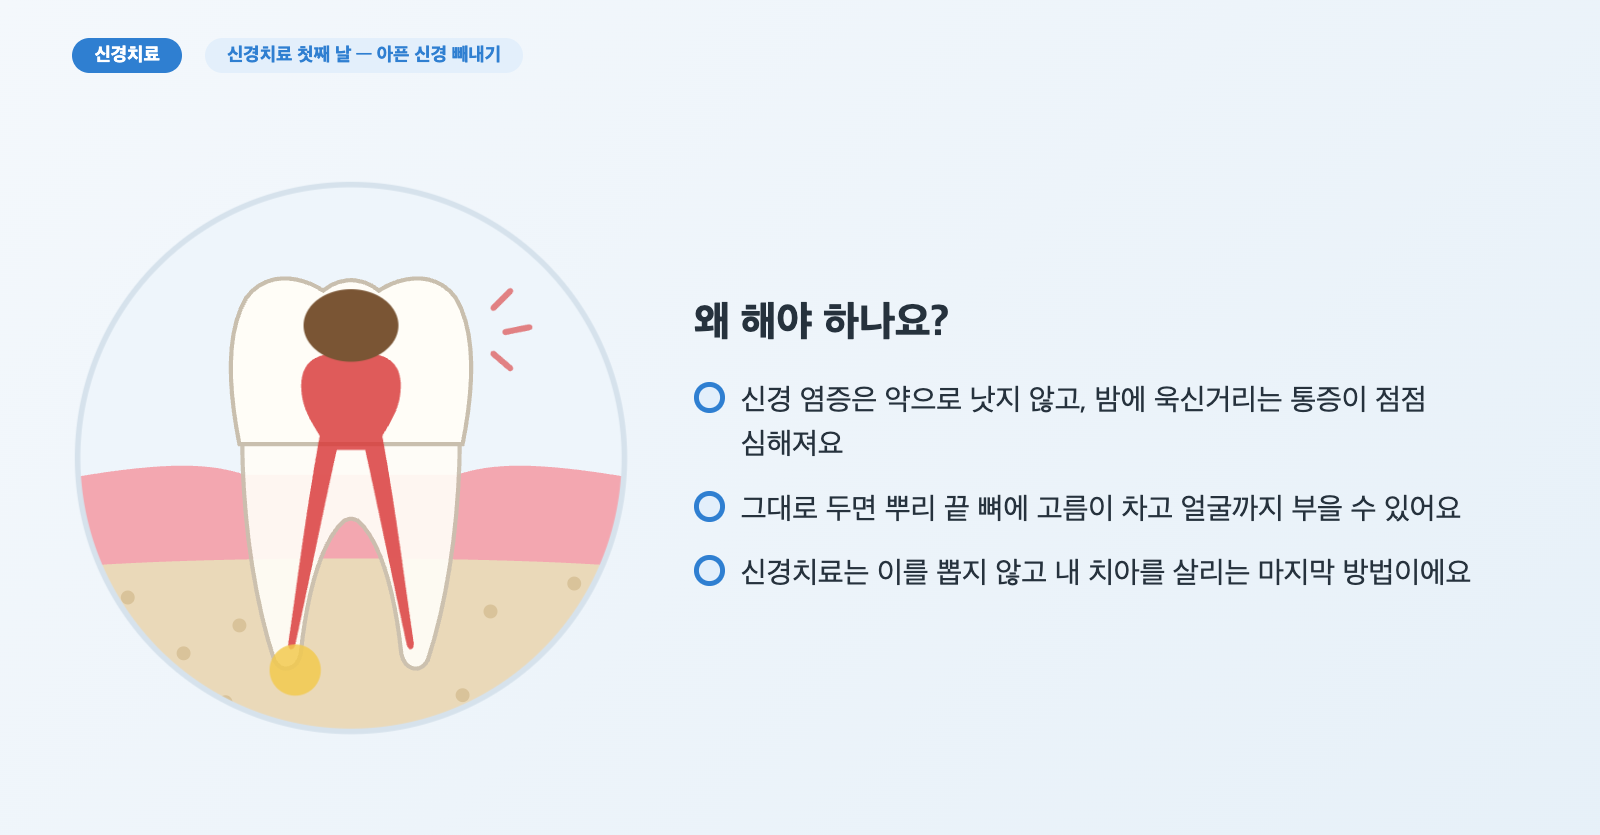 신경치료
신경치료 첫째 날 — 아픈 신경 빼내기
왜 해야 하나요?
신경 염증은 약으로 낫지 않고, 밤에 욱신거리는 통증이 점점
심해져요
그대로 두면 뿌리 끝 뼈에 고름이 차고 얼굴까지 부을 수 있어요
신경치료는 이를 뽑지 않고 내 치아를 살리는 마지막 방법이에요